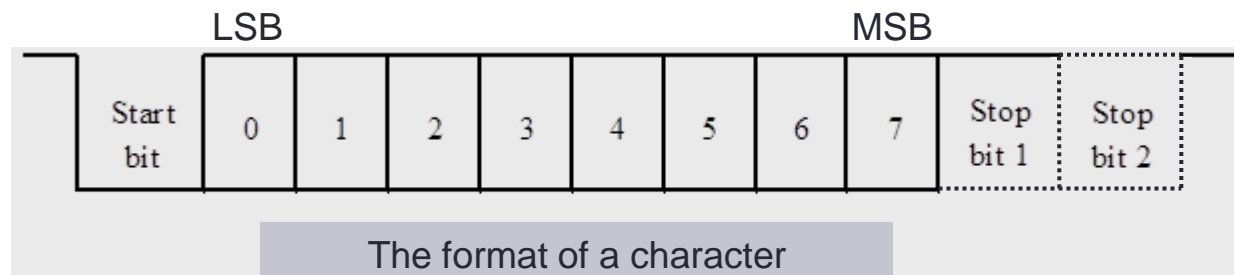 LSB MSB
Start bit 0 1 2 3 4 5 6 7 Stop bit 1 Stop bit 2
The format of a character